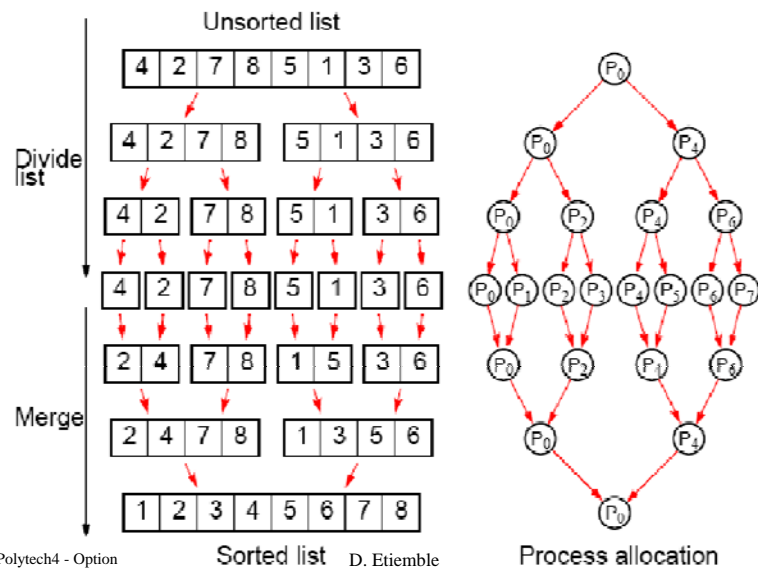 Unsorted list
4 2 7 8 5 1 3 6
P0
4 2 7 8 5 1 3 6
P0 P4
Divide
list
4 2 7 8 5 1 3 6
P0 P2 P4 P6
4 2 7 8 5 1 3 6
P0 P1 P2 P3 P4 P5 P6 P7
2 4 7 8 1 5 3 6
P0 P2 P4 P6
Merge
2 4 7 8 1 3 5 6
P0 P4
1 2 3 4 5 6 7 8
P0
Polytech4 - Option
Sorted list
D. Etiemble
Process allocation